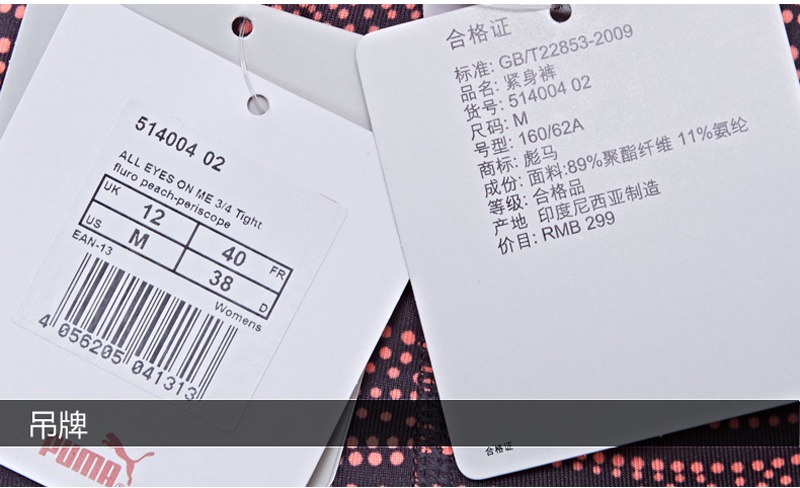 514004 02
ALL EYES ON ME 3/4 Tight
fluro peach-periscope
UK 12 40 FR
US M 38 D
EAN-13 Womens
4 056205 041313
PUMA®
合格证
标准: GB/T22853-2009
品名: 紧身裤
货号: 514004 02
尺码: M
号型: 160/62A
商标: 彪马
成份: 面料:89%聚酯纤维 11%氨纶
等级: 合格品
产地 印度尼西亚制造
价目: RMB 299
合格证
吊牌